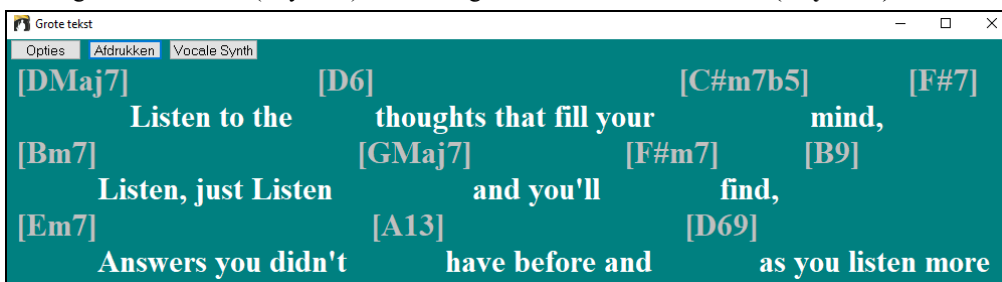 Grote tekst
Opties Afdrukken Vocale Synth
[DMaj7] [D6] [C#m7b5] [F#7]
Listen to the thoughts that fill your mind,
[Bm7] [GMaj7] [F#m7] [B9]
Listen, just Listen and you'll find,
[Em7] [A13] [D69]
Answers you didn't have before and as you listen more